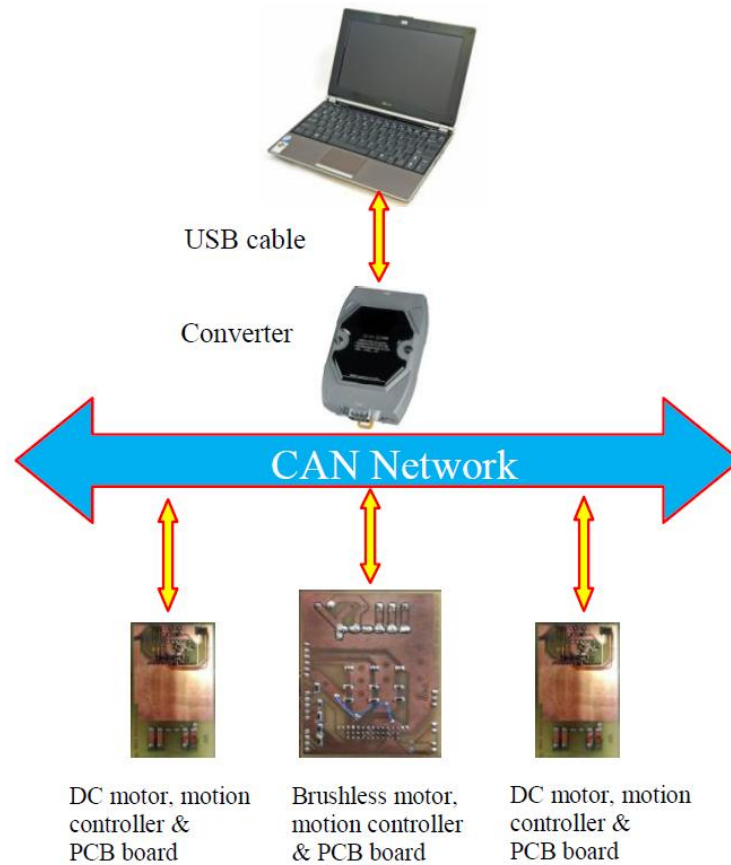 USB cable
Converter
CAN Network
DC motor, motion
controller &
PCB board
Brushless motor,
motion controller
& PCB board
DC motor, motion
controller &
PCB board